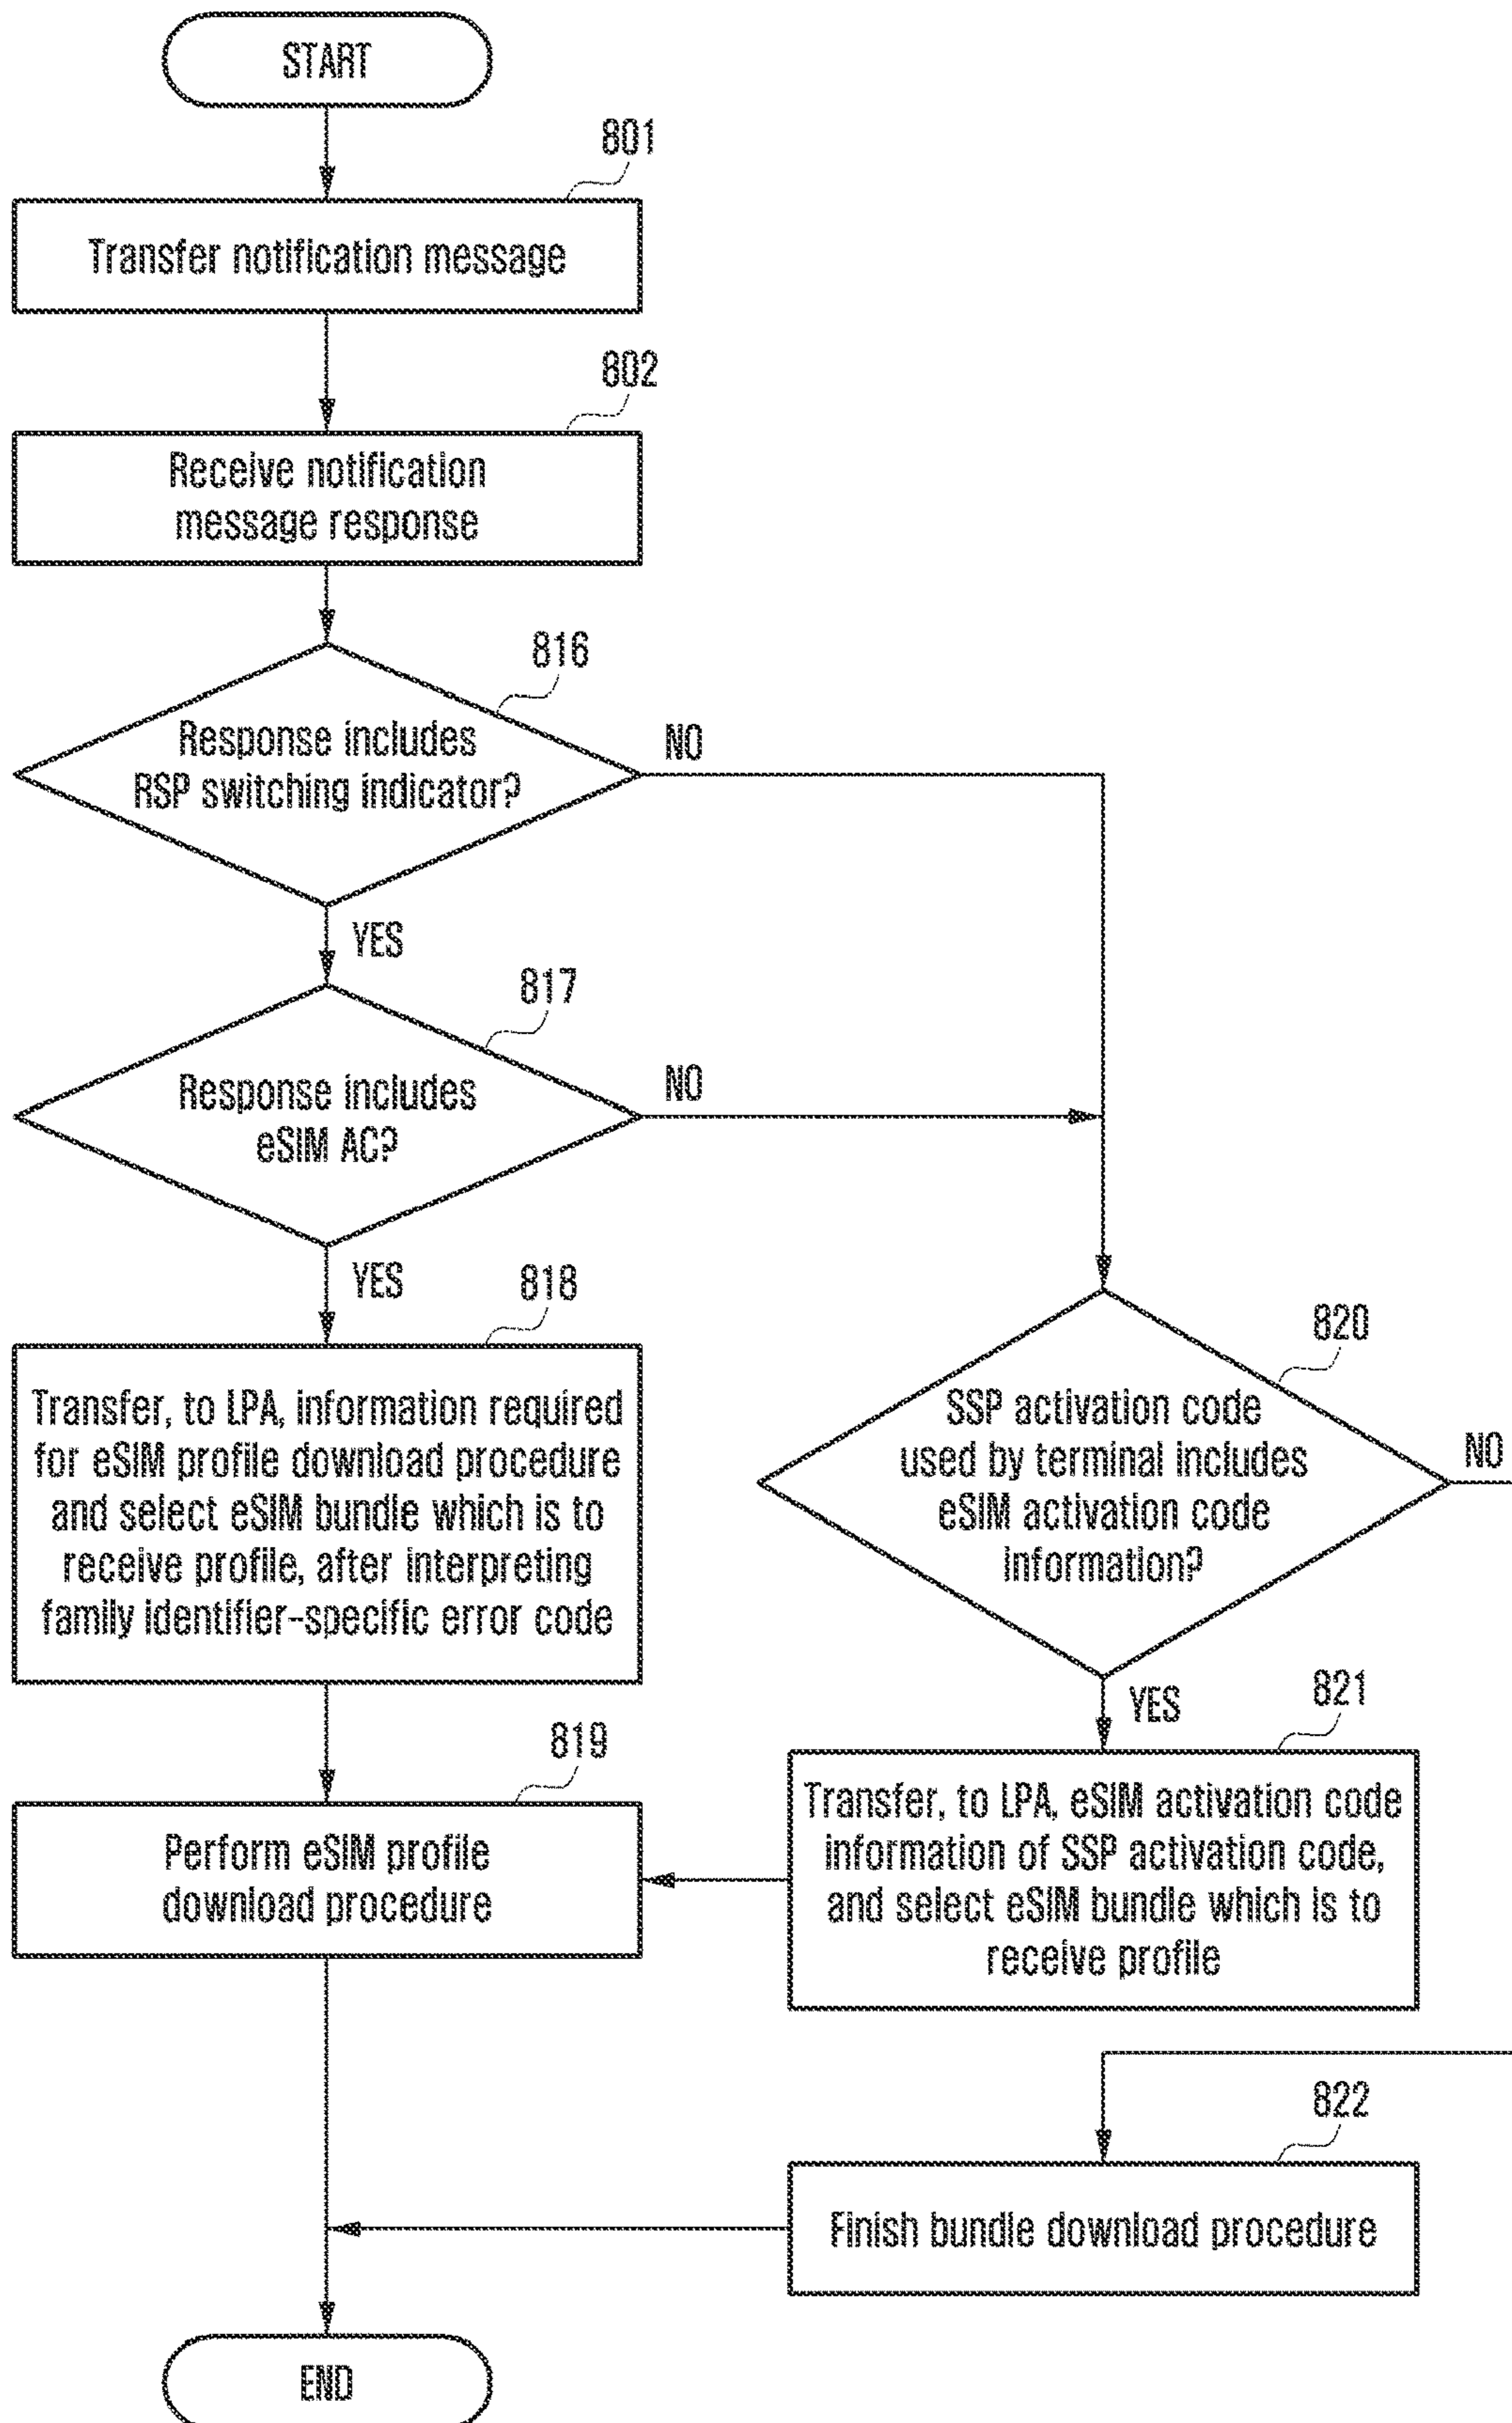 START
801
Transfer notification message
802
Receive notification
message response
816
Response includes
RSP switching indicator?
NO
YES
817
Response includes
eSIM AC?
NO
YES
818
Transfer, to LPA, information required
for eSIM profile download procedure
and select eSIM bundle which is to
receive profile, after interpreting
family identifier-specific error code
820
SSP activation code
used by terminal includes
eSIM activation code
information?
NO
YES
819
Perform eSIM profile
download procedure
821
Transfer, to LPA, eSIM activation code
information of SSP activation code,
and select eSIM bundle which is to
receive profile
822
Finish bundle download procedure
END